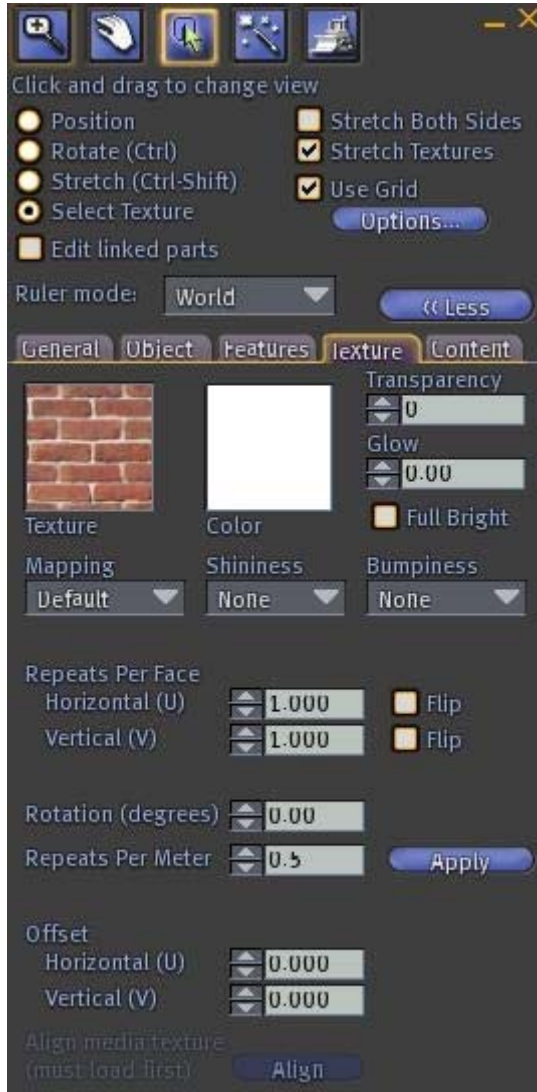 Click and drag to change view
Position
Stretch Both Sides
Rotate (Ctrl)
Stretch Textures
Stretch (Ctrl-Shift)
Use Grid
Select Texture
Options...
Edit linked parts
Ruler mode: World
<< Less
General Object Features Texture Content
Transparency
0
Glow
0.00
Full Bright
Texture Color
Mapping Shininess Bumpiness
Default None None
Repeats Per Face
Horizontal (U) 1.000 Flip
Vertical (V) 1.000 Flip
Rotation (degrees) 0.00
Repeats Per Meter 0.5 Apply
Offset
Horizontal (U) 0.000
Vertical (V) 0.000
Align media texture
(must load first) Align